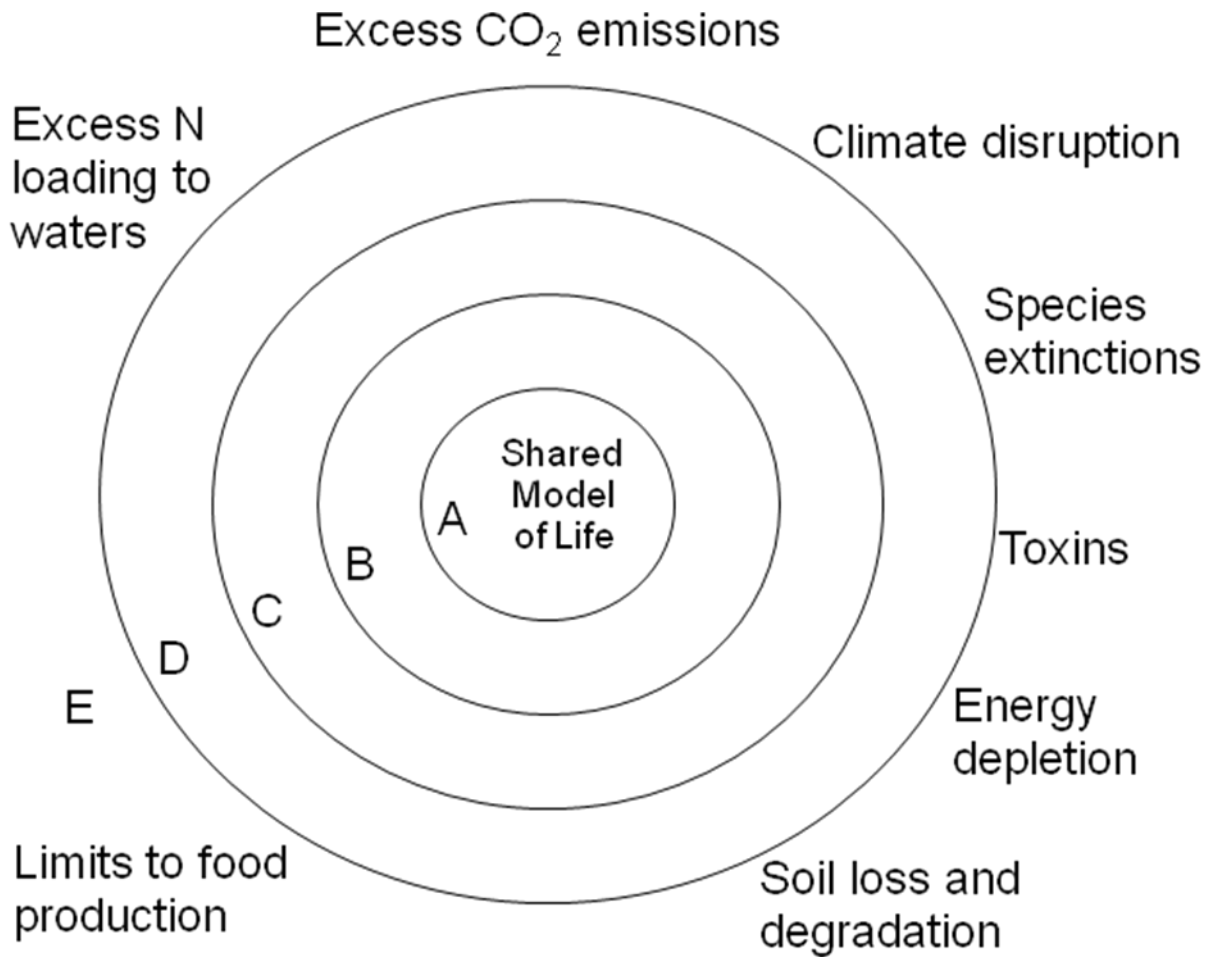 Excess CO₂ emissions
Excess N
loading to
waters
Climate disruption
Species
extinctions
Shared
Model
of Life
A
B
Toxins
C
D
E
Energy
depletion
Limits to food
production
Soil loss and
degradation